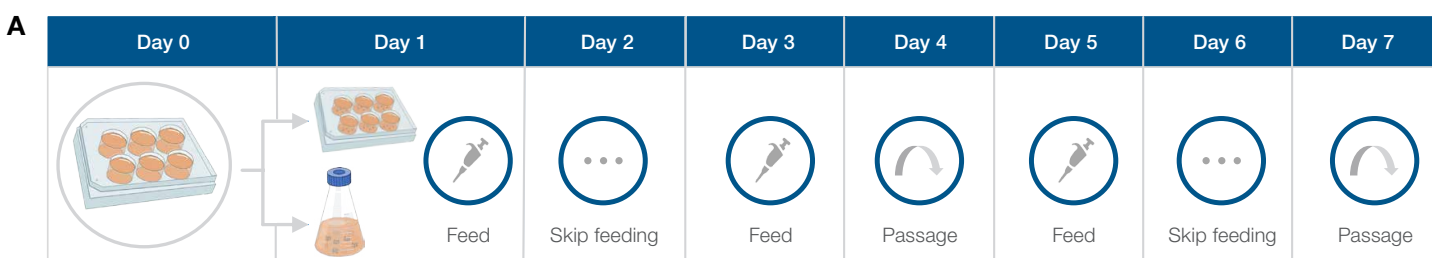 A
Day 0 Day 1 Day 2 Day 3 Day 4 Day 5 Day 6 Day 7
Feed Skip feeding Feed Passage Feed Skip feeding Passage